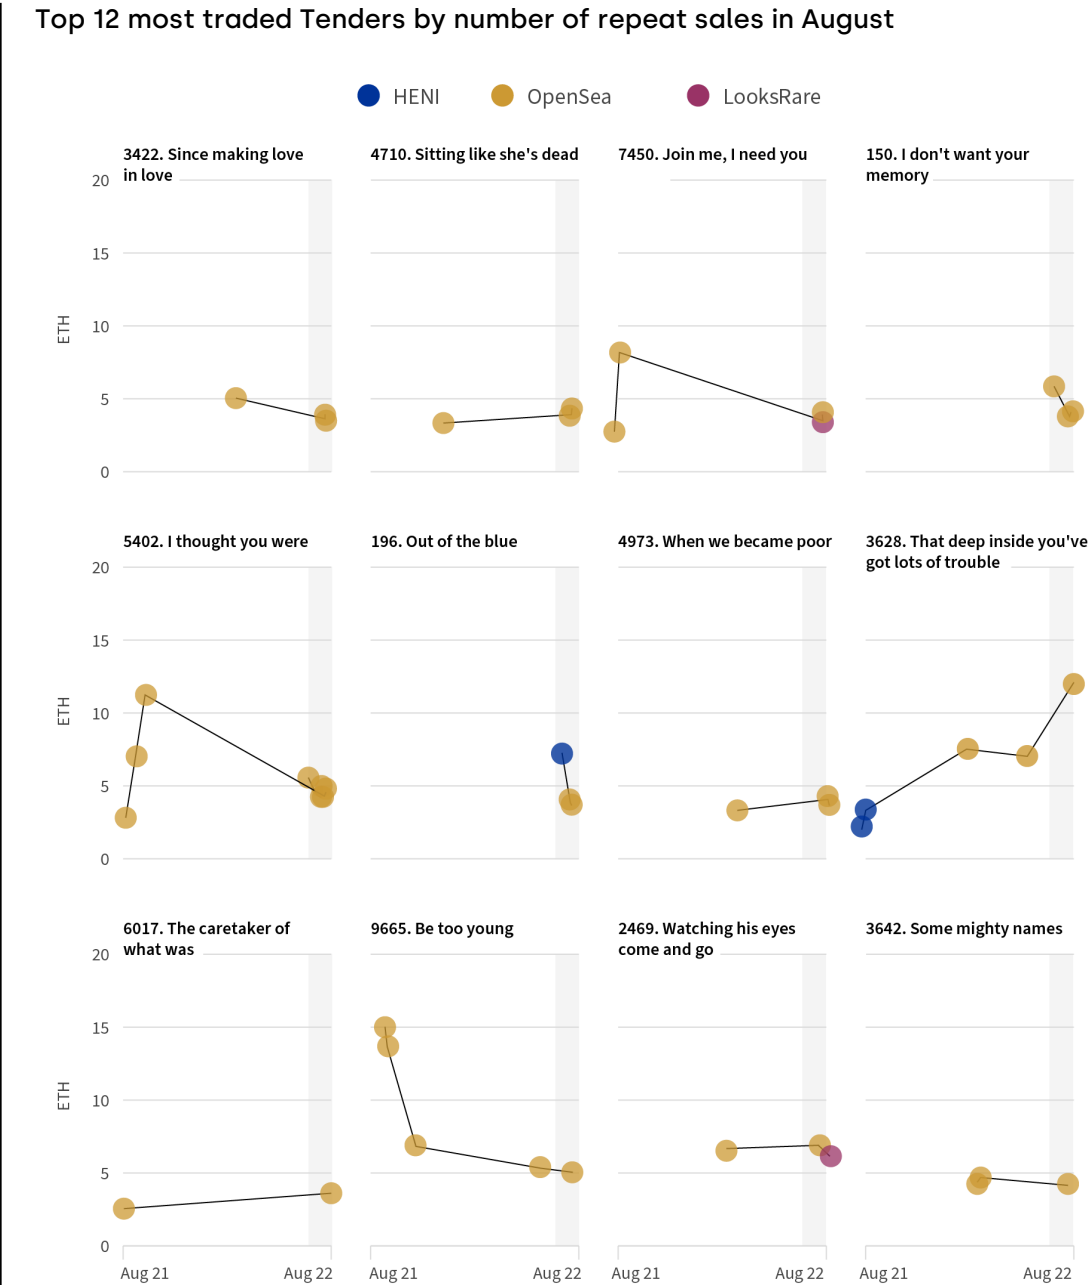 Top 12 most traded Tenders by number of repeat sales in August
HENI OpenSea LooksRare
3422. Since making love
in love
4710. Sitting like she's dead
7450. Join me, I need you
150. I don't want your
memory
20
15
10
5
0
ETH
5402. I thought you were
196. Out of the blue
4973. When we became poor
3628. That deep inside you've
got lots of trouble
20
15
10
5
0
ETH
6017. The caretaker of
what was
9665. Be too young
2469. Watching his eyes
come and go
3642. Some mighty names
20
15
10
5
0
ETH
Aug 21 Aug 22 Aug 21 Aug 22 Aug 21 Aug 22 Aug 21 Aug 22